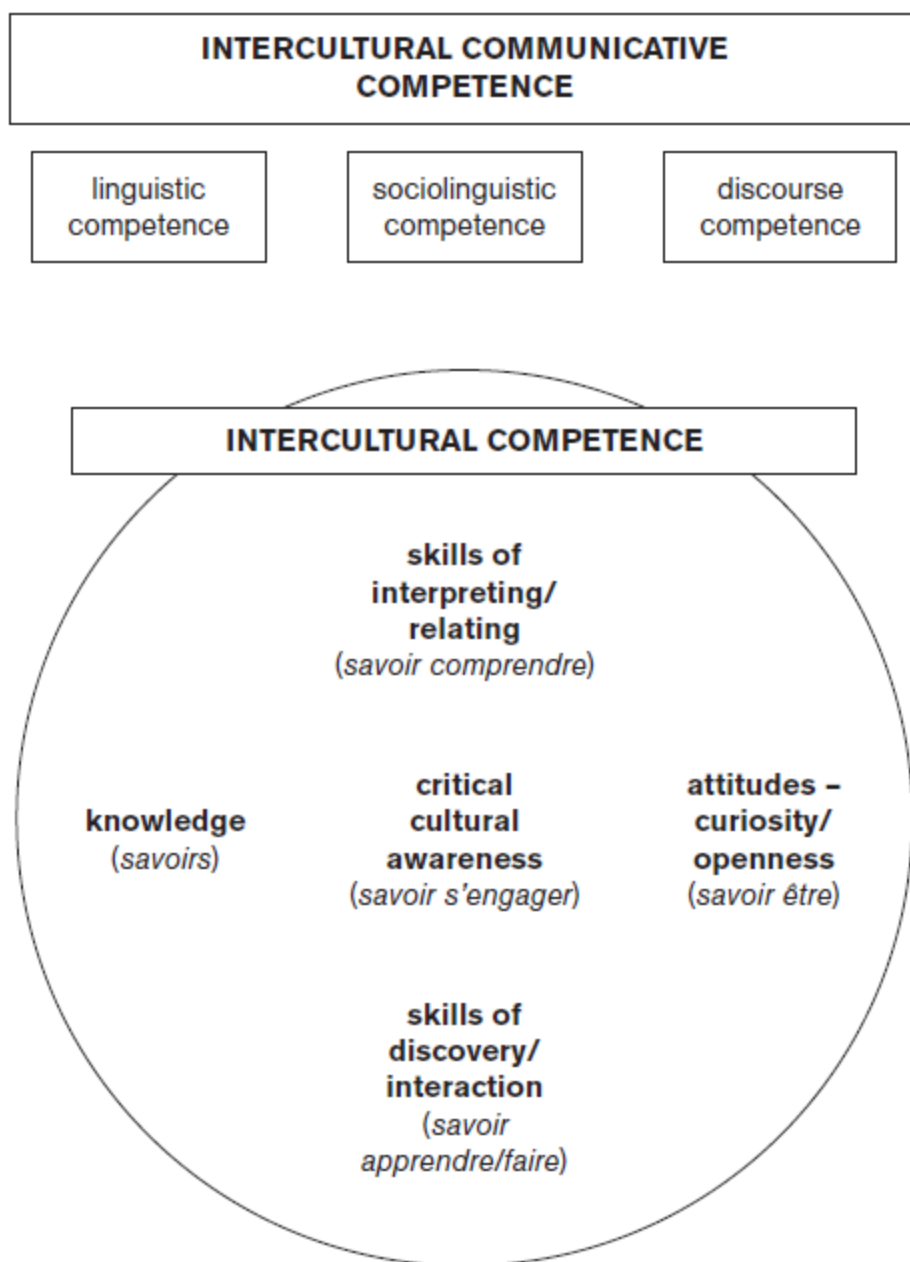 INTERCULTURAL COMMUNICATIVE
COMPETENCE
linguistic
competence
sociolinguistic
competence
discourse
competence
INTERCULTURAL COMPETENCE
skills of
interpreting/
relating
(savoir comprendre)
knowledge
(savoirs)
critical
cultural
awareness
(savoir s'engager)
attitudes –
curiosity/
openness
(savoir être)
skills of
discovery/
interaction
(savoir
apprendre/faire)